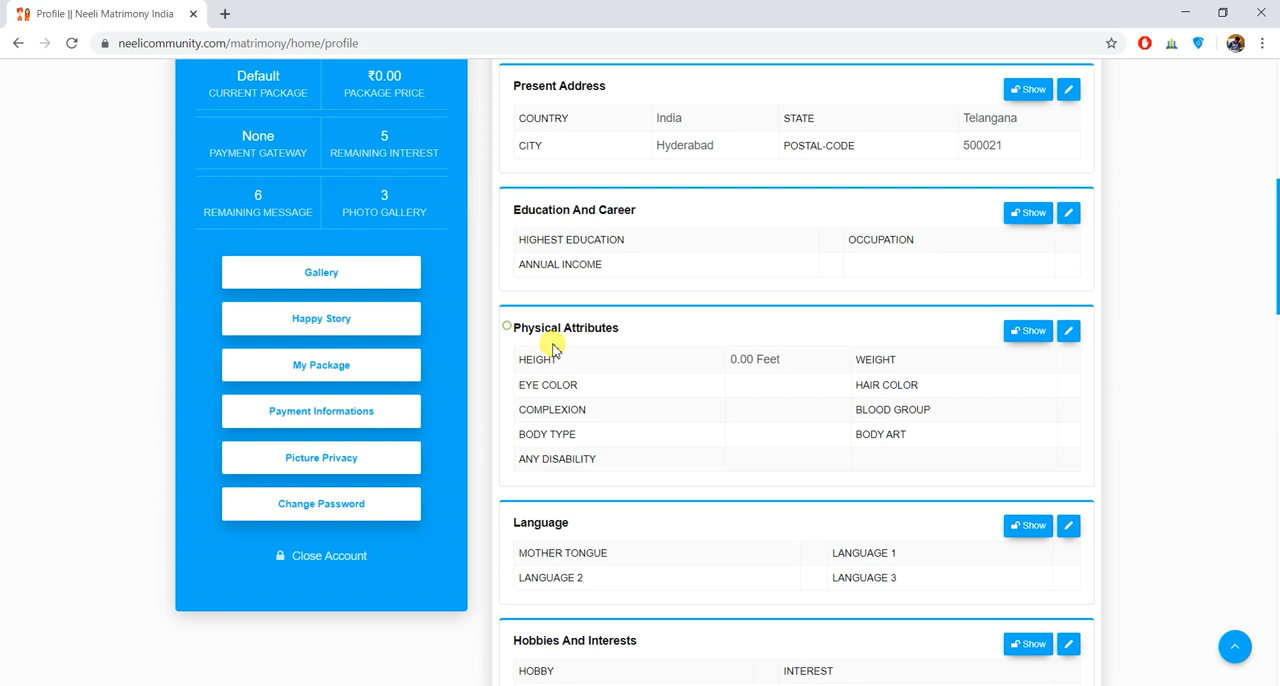 Profile || Neeli Matrimony India
neelicommunity.com/matrimony/home/profile
Default
CURRENT PACKAGE
₹0.00
PACKAGE PRICE
None
PAYMENT GATEWAY
5
REMAINING INTEREST
6
REMAINING MESSAGE
3
PHOTO GALLERY
Gallery
Happy Story
My Package
Payment Informations
Picture Privacy
Change Password
Close Account
Present Address
Show
COUNTRY India STATE Telangana
CITY Hyderabad POSTAL-CODE 500021
Education And Career
Show
HIGHEST EDUCATION OCCUPATION
ANNUAL INCOME
Physical Attributes
Show
HEIGHT 0.00 Feet WEIGHT
EYE COLOR HAIR COLOR
COMPLEXION BLOOD GROUP
BODY TYPE BODY ART
ANY DISABILITY
Language
Show
MOTHER TONGUE LANGUAGE 1
LANGUAGE 2 LANGUAGE 3
Hobbies And Interests
Show
HOBBY INTEREST